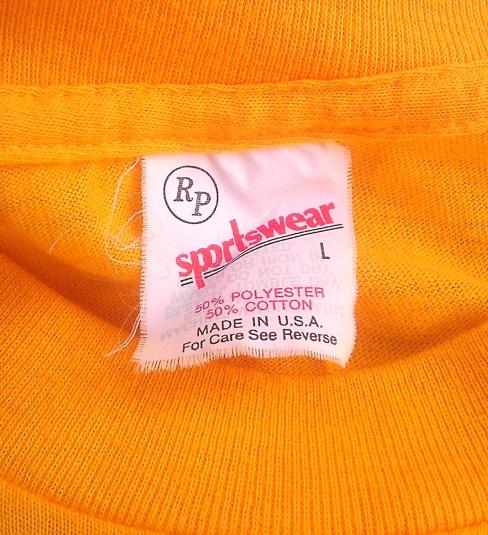 RP
sportswear
L
50% POLYESTER
50% COTTON
MADE IN U.S.A.
For Care See Reverse